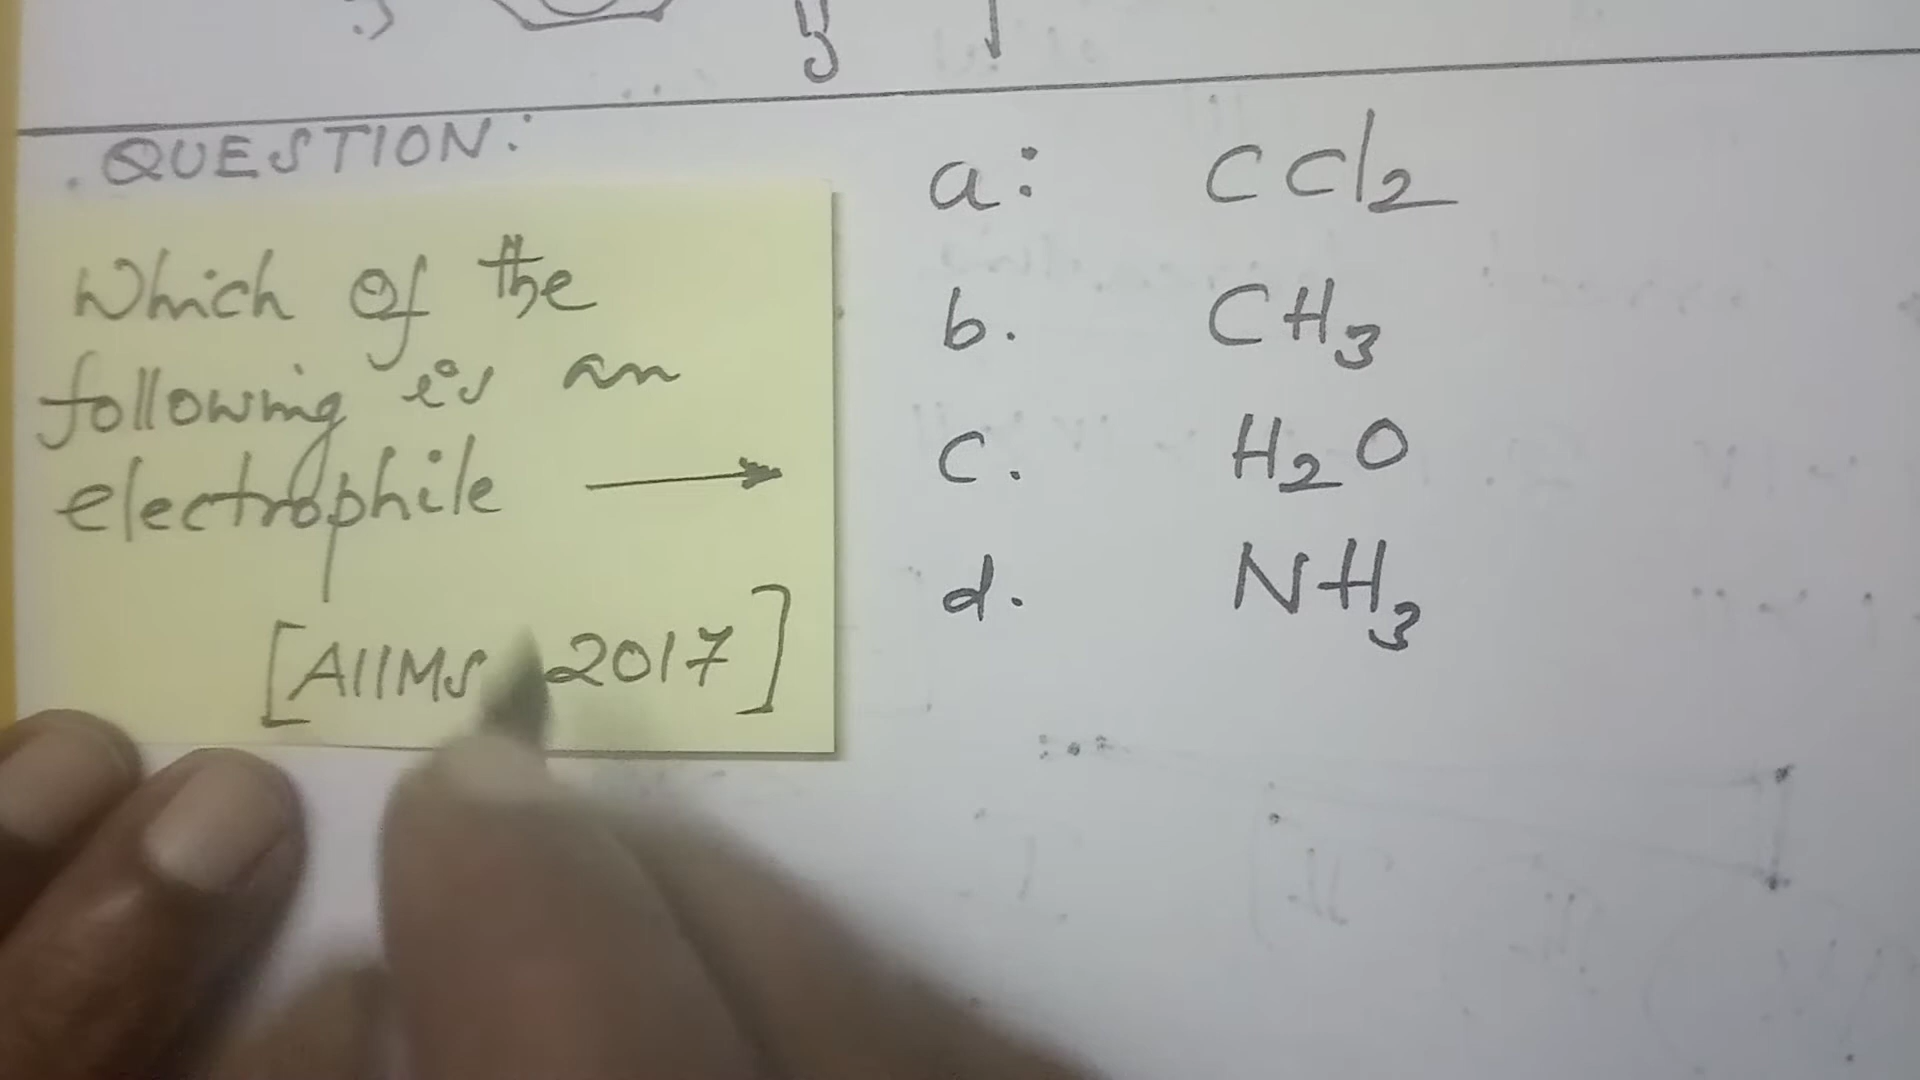 QUESTION:
Which of the
following is an
electrophile
[AIIMS 2017]
a: CCl2
b. CH3
c. H2O
d. NH3